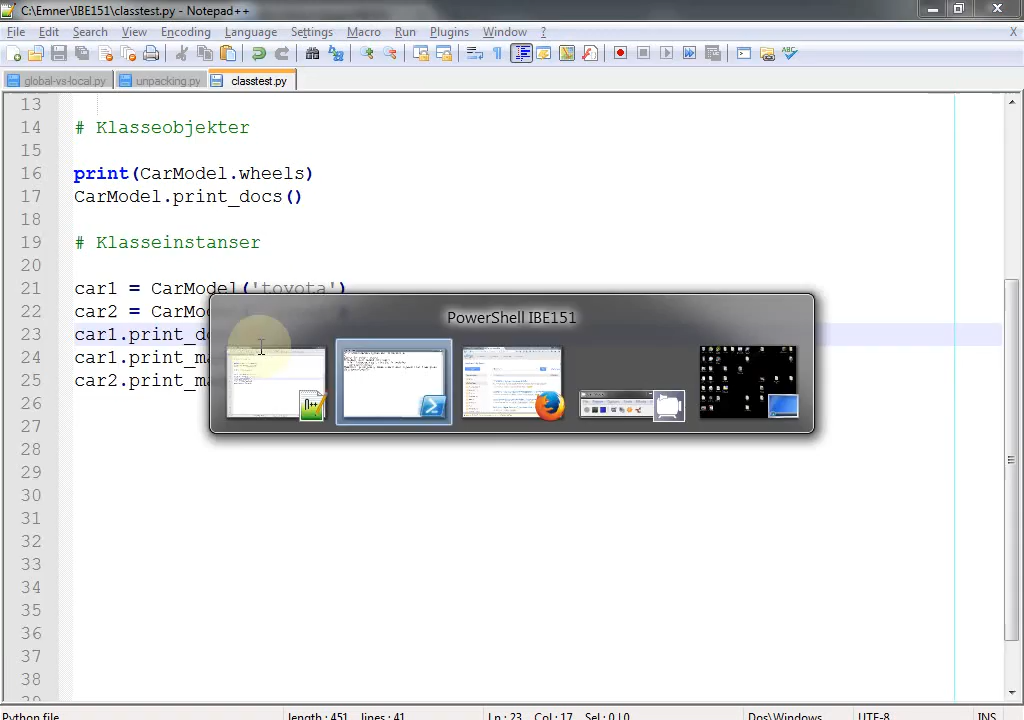 C:\Emner\IBE151\classtest.py - Notepad++
File Edit Search View Encoding Language Settings Macro Run Plugins Window ? X
global-vs-local.py unpacking.py classtest.py
13
14 # Klasseobjekter
15
16 print(CarModel.wheels)
17 CarModel.print_docs()
18
19 # Klasseinstanser
20
21 car1 = CarModel('toyota')
22 car2 = CarMo
23 car1.print_d
24 car1.print_ma
25 car2.print_ma
26
27
28
29
30
31
32
33
34
35
36
37
38
39
PowerShell IBE151
Python file length : 451 lines : 41 Ln : 23 Col : 17 Sel : 0 | 0 Dos\Windows UTF-8 INS